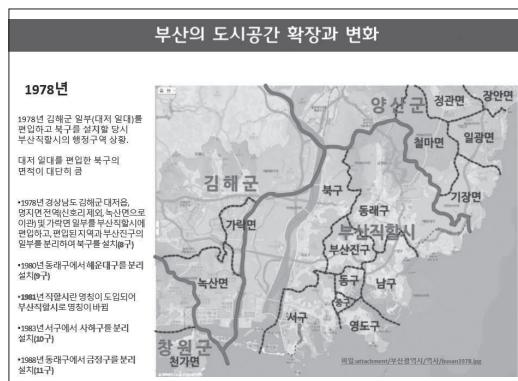 부산의 도시공간 확장과 변화
1978년
1978년 김해군 일부(대저 일대)를
편입하고 북구를 설치할 당시
부산직할시의 행정구역 상황.
대저 일대를 편입한 북구의
면적이 대단히 큼
•1978년 경상남도 김해군 대저읍,
명지면 전역(신호리 제외, 녹산면으로
이관) 및 가락면 일부를 부산직할시에
편입하고, 편입된 지역과 부산진구의
일부를 분리하여 북구를 설치(8구)
•1980년 동래구에서 해운대구를 분리
설치(9구)
•1981년 직할시란 명칭이 도입되어
부산직할시로 명칭이 바뀜
•1983년 서구에서 사하구를 분리
설치(10구)
•1988년 동래구에서 금정구를 분리
설치(11구)
양산군
정관면
장안면
철마면
일광면
기장면
김해군
북구
동래구
가락면
부산직할시
부산진구
녹산면
동구
남구
중구
서구
영도구
창원군
천가면
파일:attachment/부산광역시/역사/busan1978.jpg